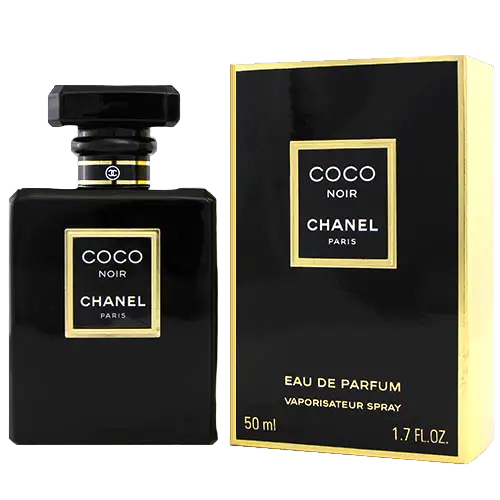 COCO
NOIR
CHANEL
PARIS
COCO
NOIR
CHANEL
PARIS
EAU DE PARFUM
VAPORISATEUR SPRAY
50 ml
1.7 FL.OZ.